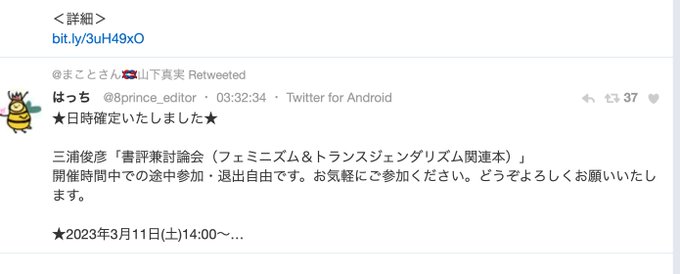 ＜詳細＞
bit.ly/3uH49xO
@まことさん山下真実 Retweeted
はっち @8prince_editor ・ 03:32:34 ・ Twitter for Android
37
★日時確定いたしました★
三浦俊彦「書評兼討論会（フェミニズム＆トランスジェンダリズム関連本）」
開催時間中での途中参加・退出自由です。お気軽にご参加ください。どうぞよろしくお願いいたし
ます。
★2023年3月11日(土)14:00〜…